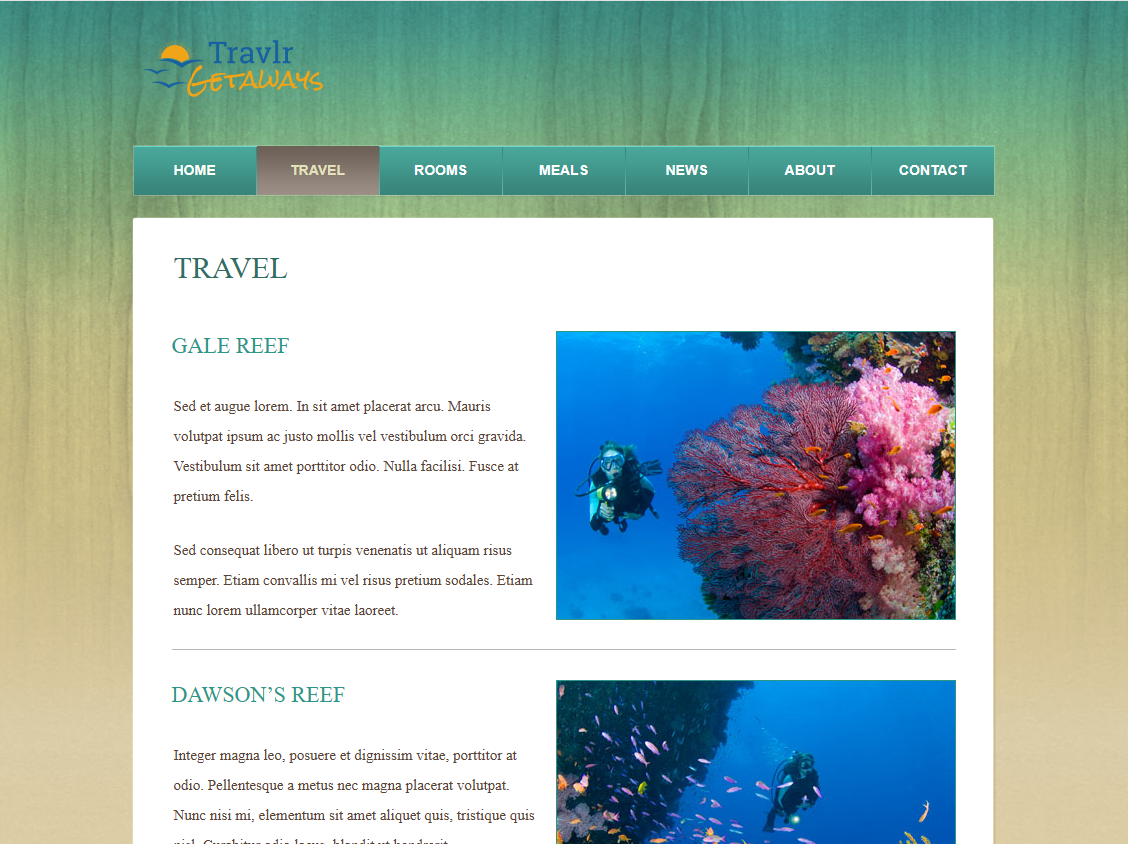 Travlr
Getaways
HOME TRAVEL ROOMS MEALS NEWS ABOUT CONTACT
TRAVEL
GALE REEF
Sed et augue lorem. In sit amet placerat arcu. Mauris
volutpat ipsum ac justo mollis vel vestibulum orci gravida.
Vestibulum sit amet porttitor odio. Nulla facilisi. Fusce at
pretium felis.
Sed consequat libero ut turpis venenatis ut aliquam risus
semper. Etiam convallis mi vel risus pretium sodales. Etiam
nunc lorem ullamcorper vitae laoreet.
DAWSON’S REEF
Integer magna leo, posuere et dignissim vitae, porttitor at
odio. Pellentesque a metus nec magna placerat volutpat.
Nunc nisi mi, elementum sit amet aliquet quis, tristique quis